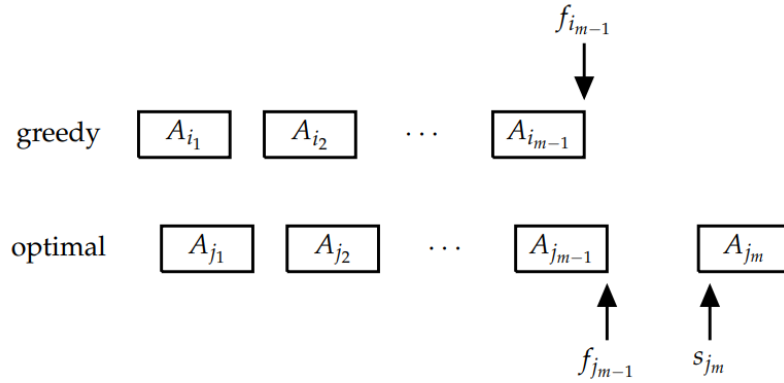 f_{i_{m−1}}
greedy A_{i_1} A_{i_2} ··· A_{i_{m−1}}
optimal A_{j_1} A_{j_2} ··· A_{j_{m−1}} A_{j_m}
f_{j_{m−1}} s_{j_m}